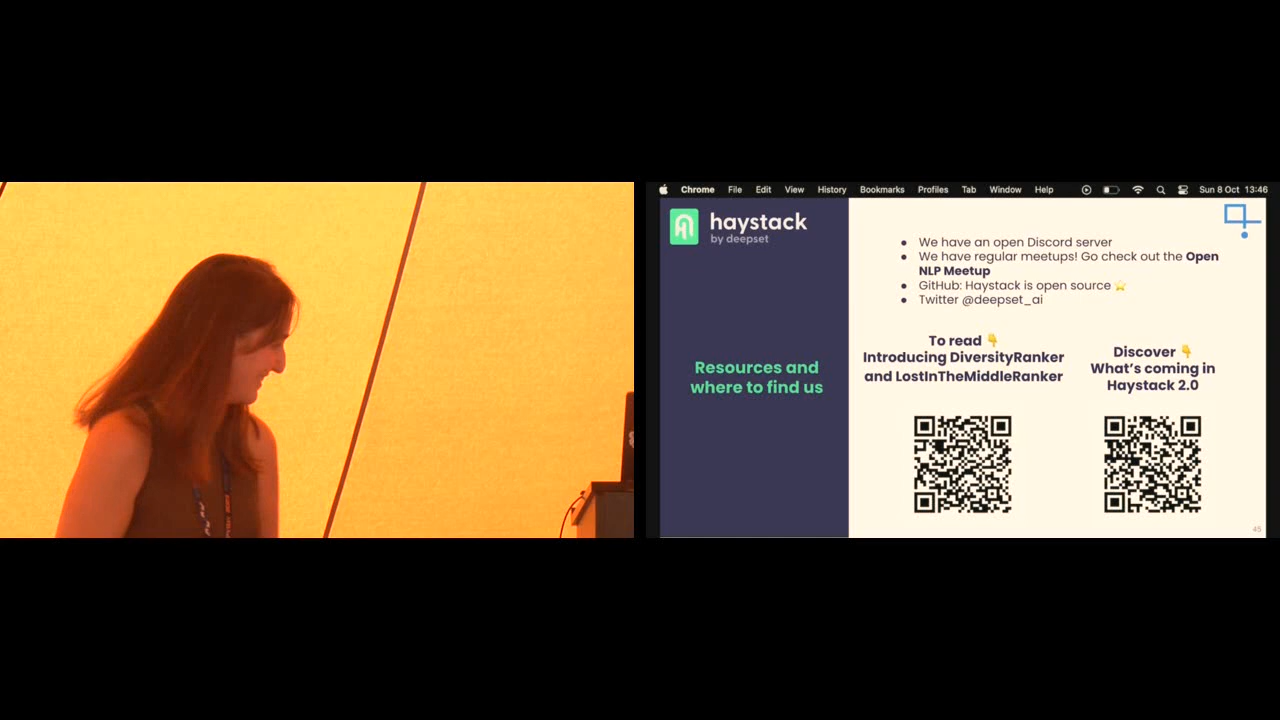 Chrome File Edit View History Bookmarks Profiles Tab Window Help Sun 8 Oct 13:46
haystack
by deepset
Resources and
where to find us
● We have an open Discord server
● We have regular meetups! Go check out the Open
NLP Meetup
● GitHub: Haystack is open source ⭐
● Twitter @deepset_ai
To read 👇
Introducing DiversityRanker
and LostInTheMiddleRanker
Discover 👇
What's coming in
Haystack 2.0
45